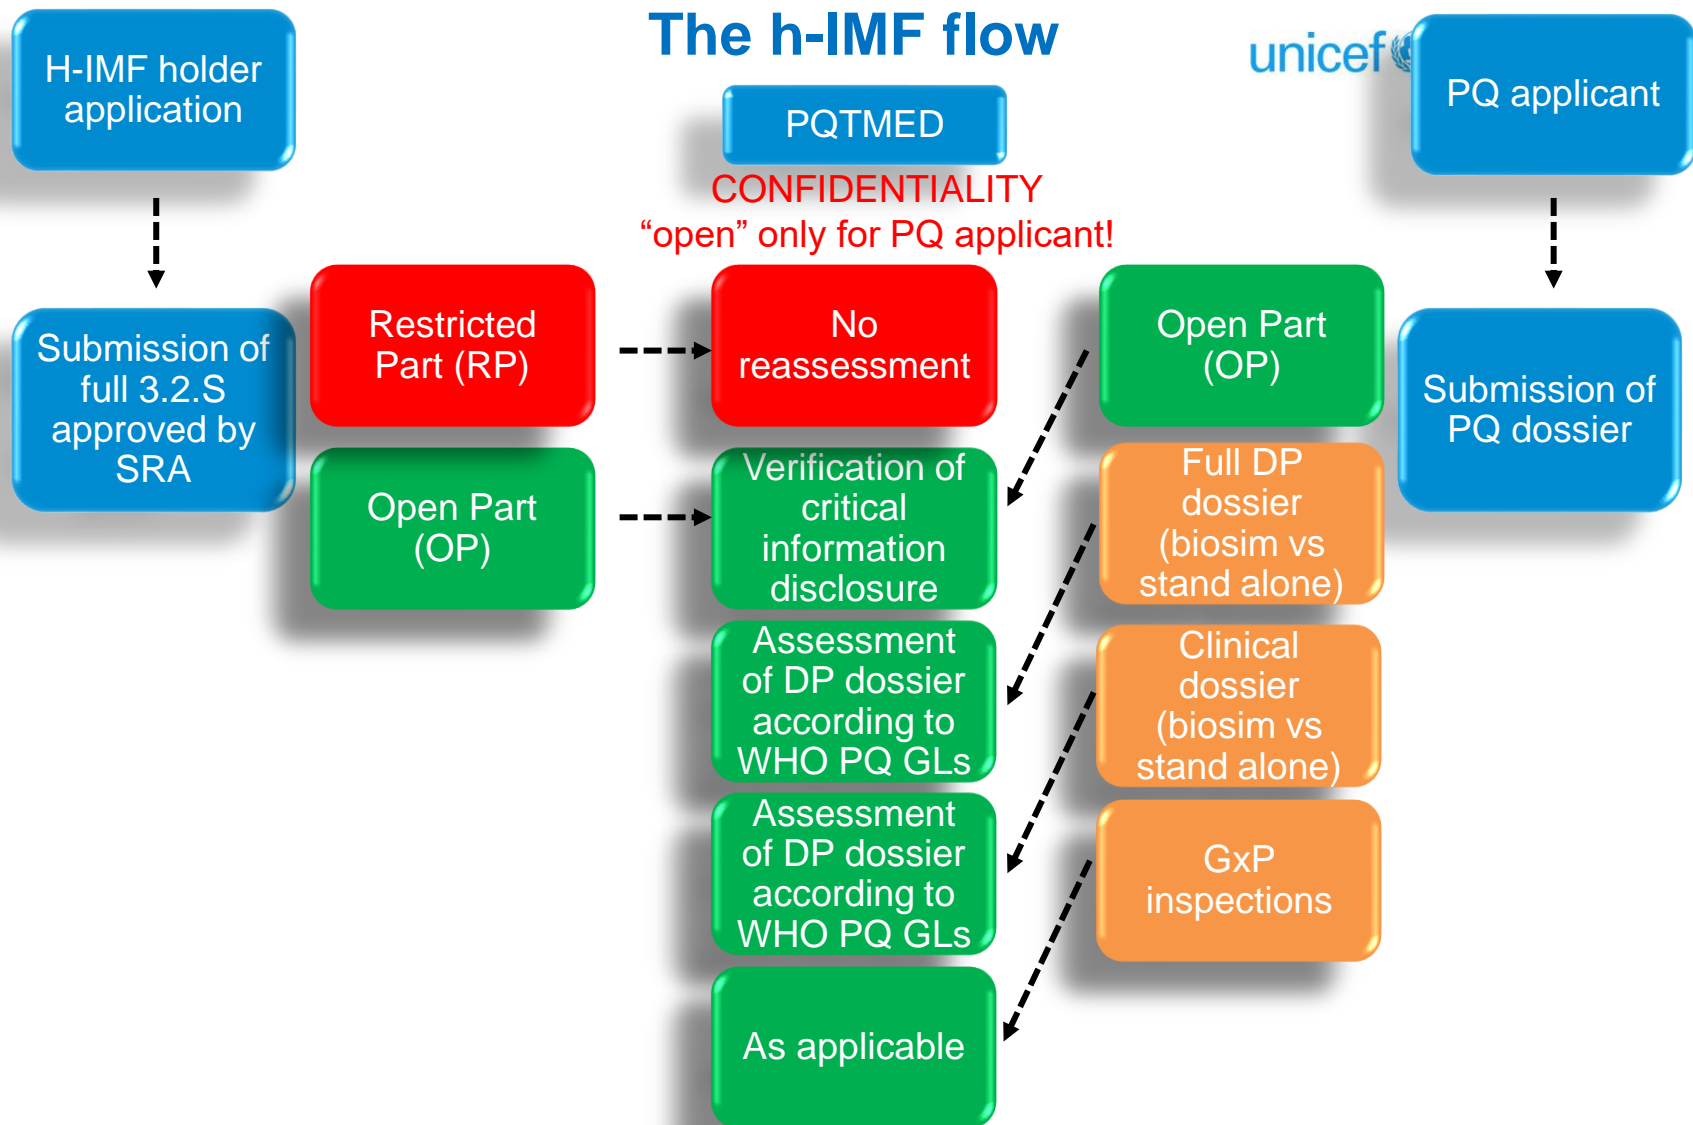 The h-IMF flow
unicef
H-IMF holder
application
PQTMED
PQ applicant
CONFIDENTIALITY
“open” only for PQ applicant!
Submission of
full 3.2.S
approved by
SRA
Restricted
Part (RP)
Open Part
(OP)
No
reassessment
Verification of
critical
information
disclosure
Assessment
of DP dossier
according to
WHO PQ GLs
Assessment
of DP dossier
according to
WHO PQ GLs
As applicable
Open Part
(OP)
Full DP
dossier
(biosim vs
stand alone)
Clinical
dossier
(biosim vs
stand alone)
GxP
inspections
Submission of
PQ dossier